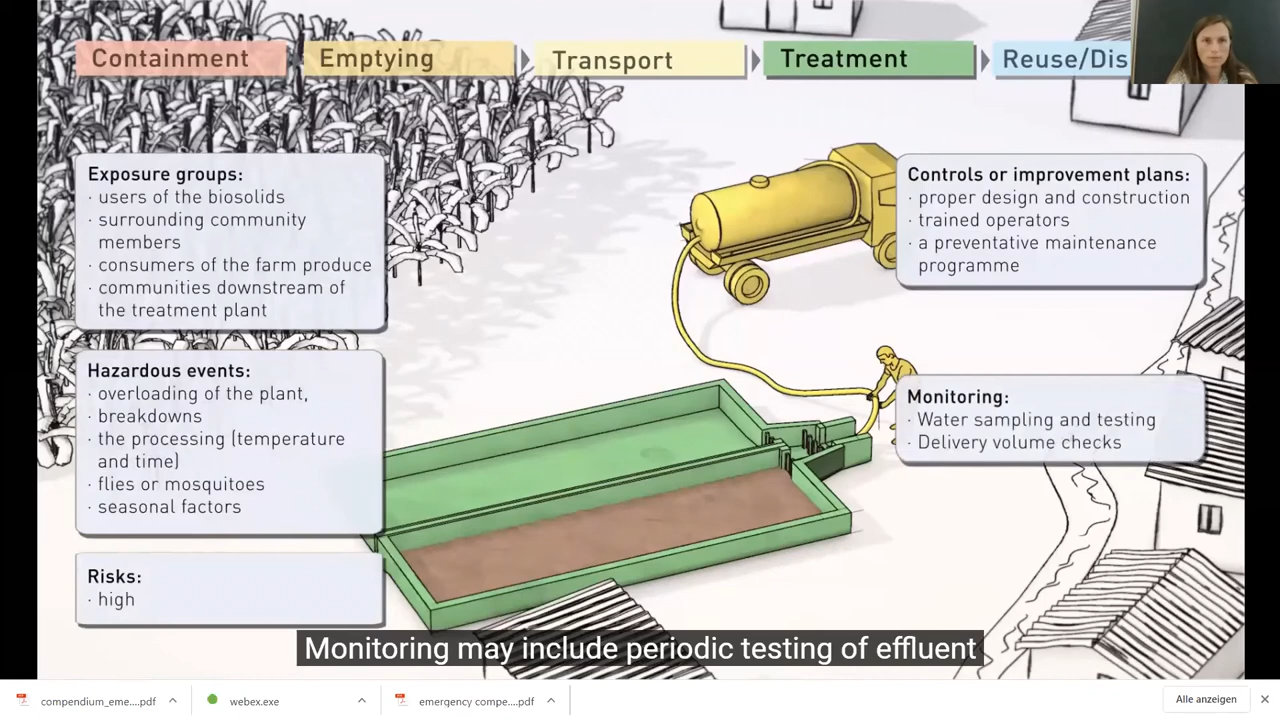 Containment
Emptying
Transport
Treatment
Reuse/Dis
Exposure groups:
· users of the biosolids
· surrounding community
members
· consumers of the farm produce
· communities downstream of
the treatment plant
Hazardous events:
· overloading of the plant,
· breakdowns
· the processing (temperature
and time)
· flies or mosquitoes
· seasonal factors
Risks:
· high
Controls or improvement plans:
· proper design and construction
· trained operators
· a preventative maintenance
programme
Monitoring:
· Water sampling and testing
· Delivery volume checks
Monitoring may include periodic testing of effluent
compendium_eme....pdf
webex.exe
emergency compe....pdf
Alle anzeigen